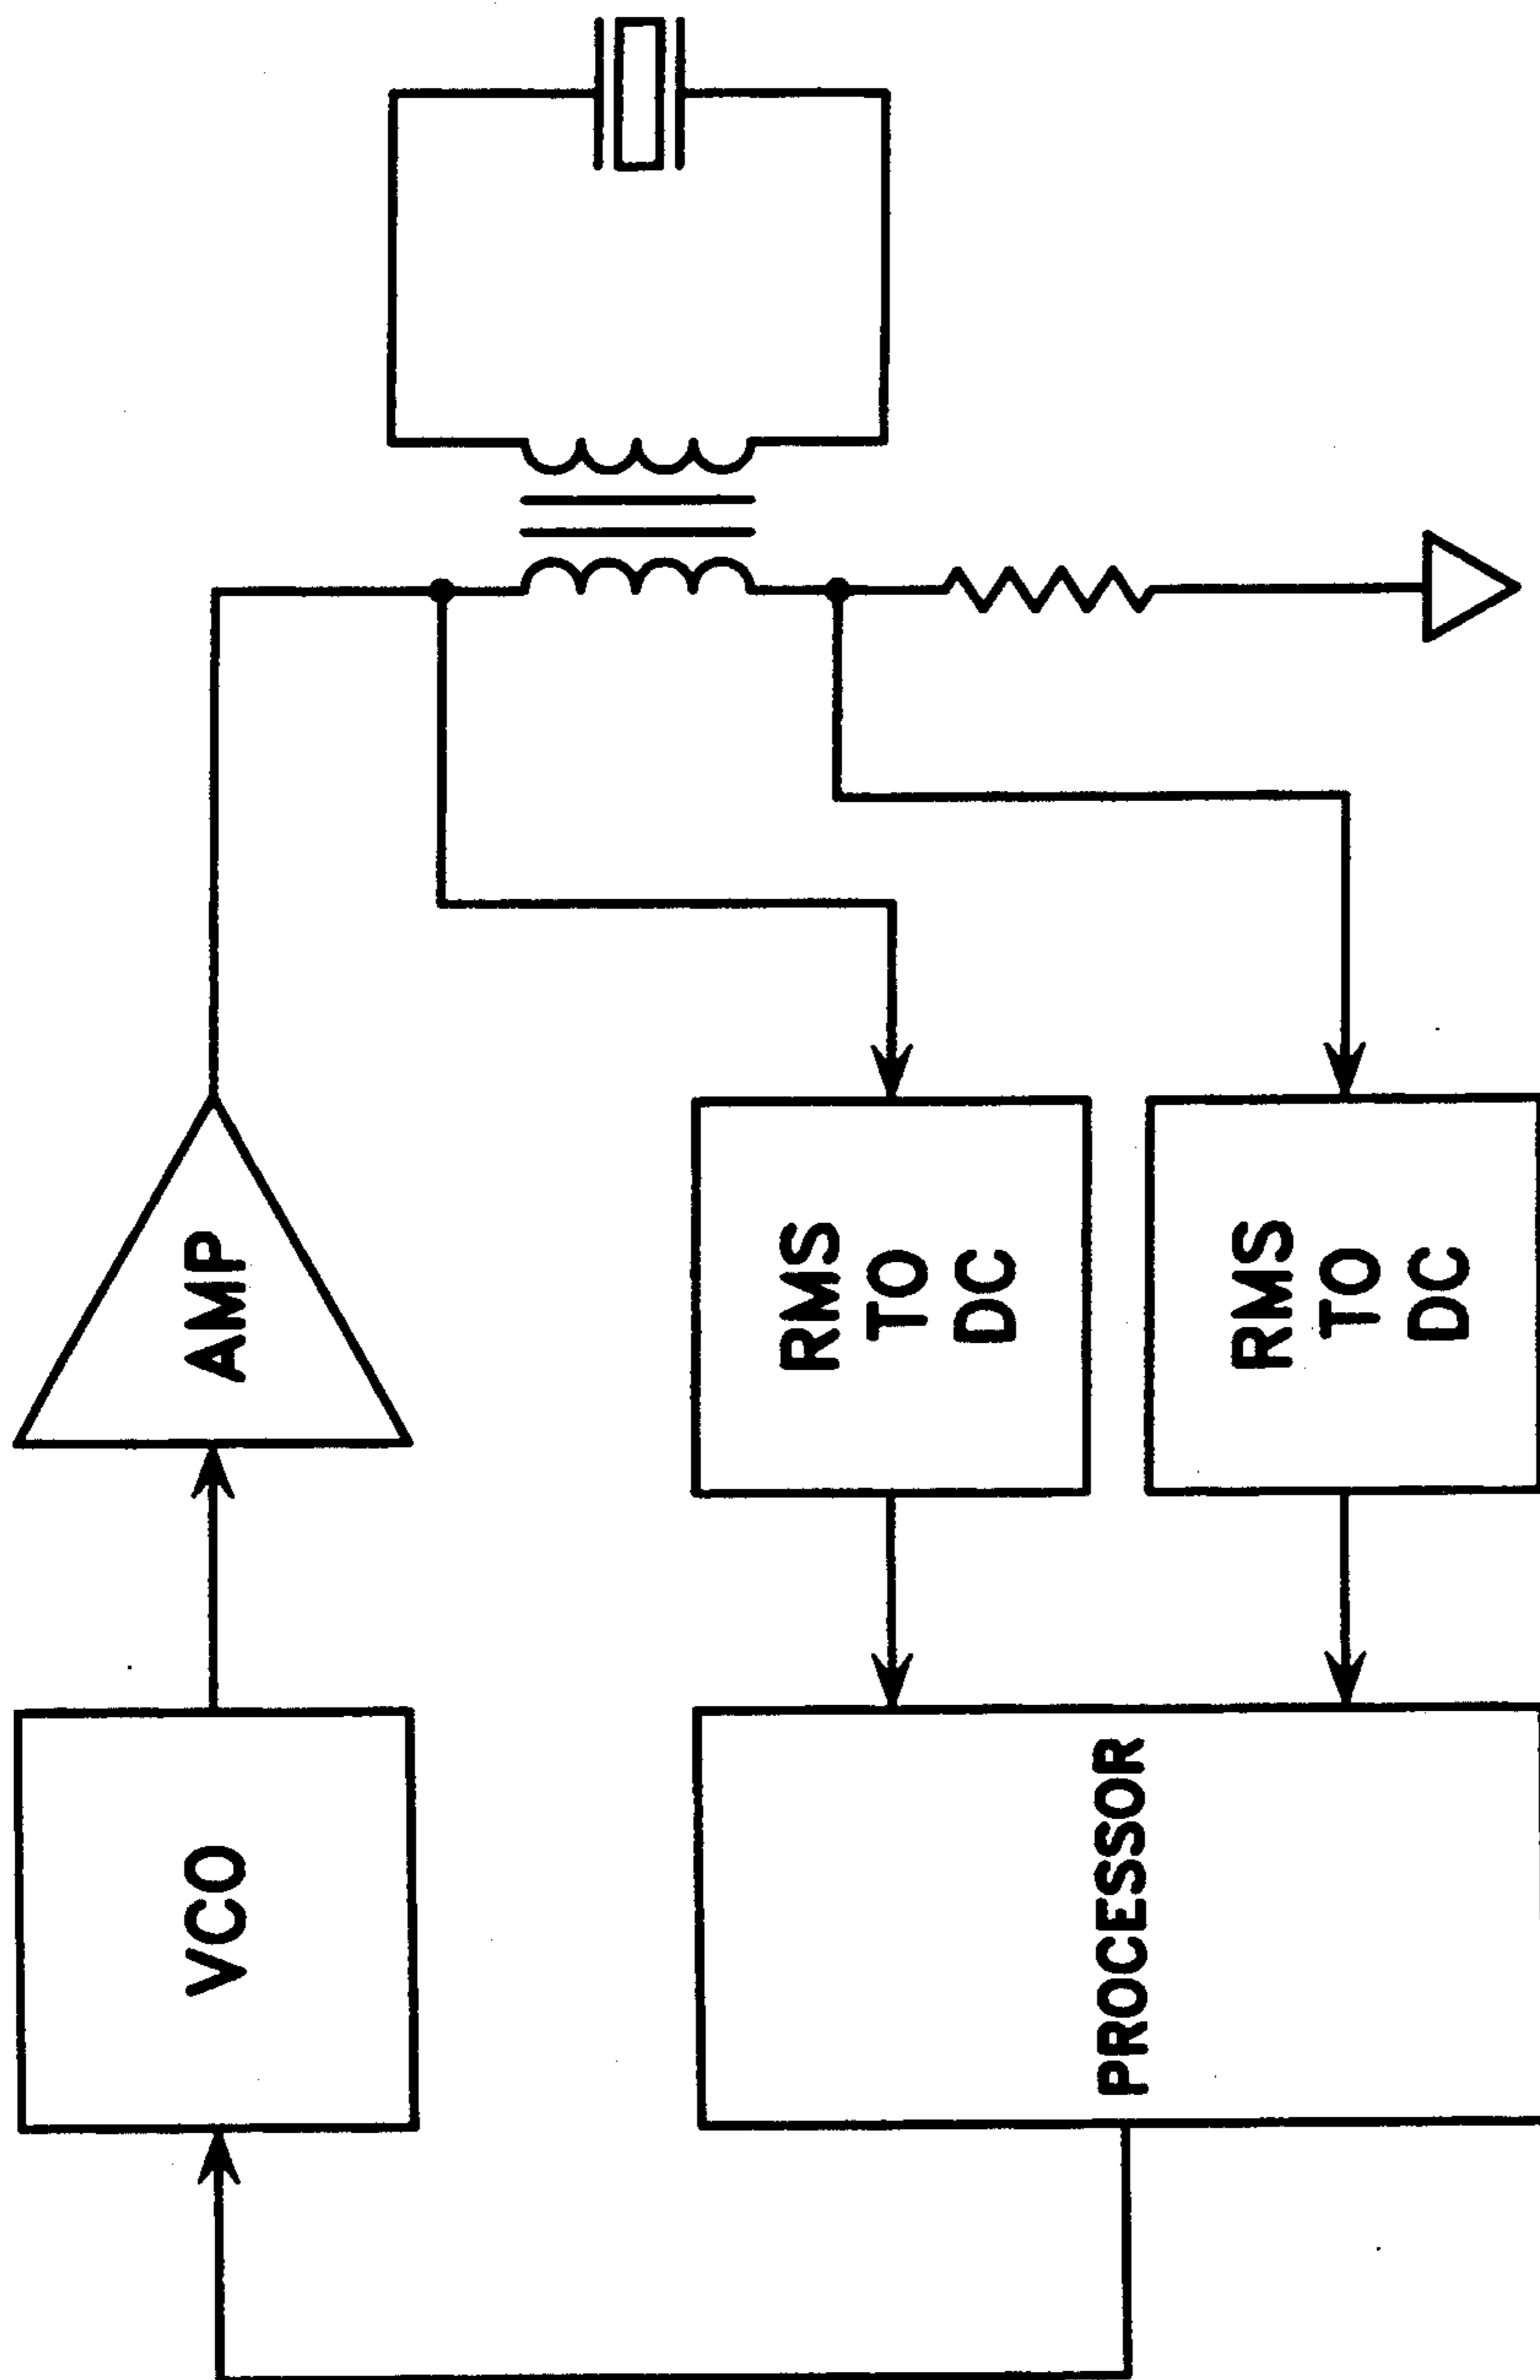 VCO
AMP
RMS
TO
DC
RMS
TO
DC
PROCESSOR